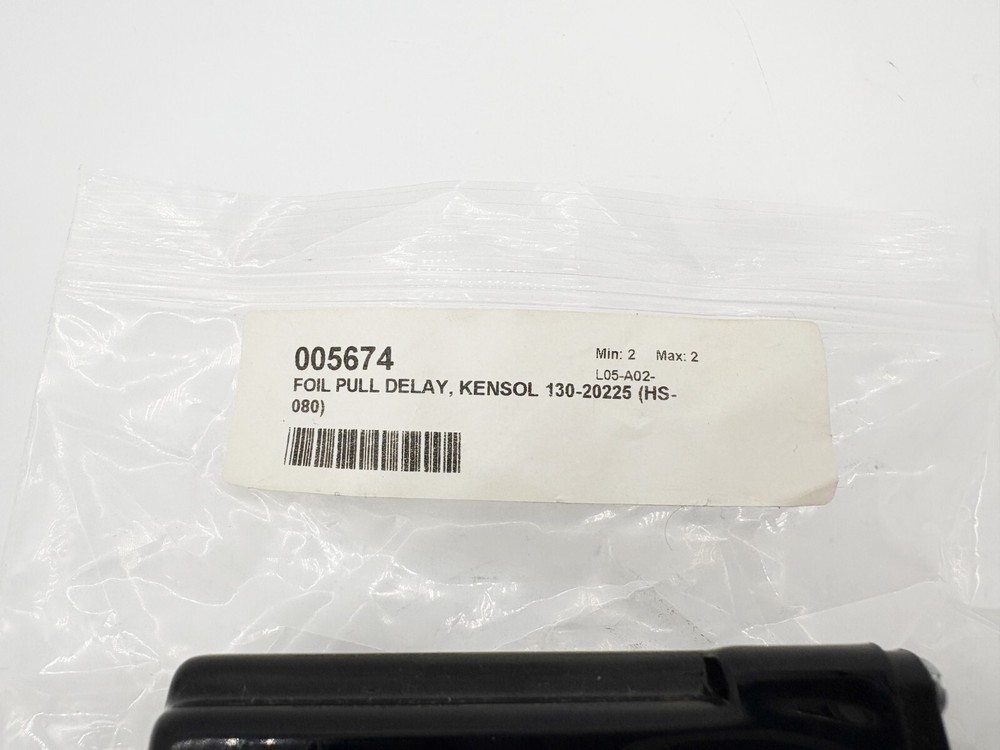 005674
Min: 2 Max: 2
L05-A02-
FOIL PULL DELAY, KENSOL 130-20225 (HS-
080)